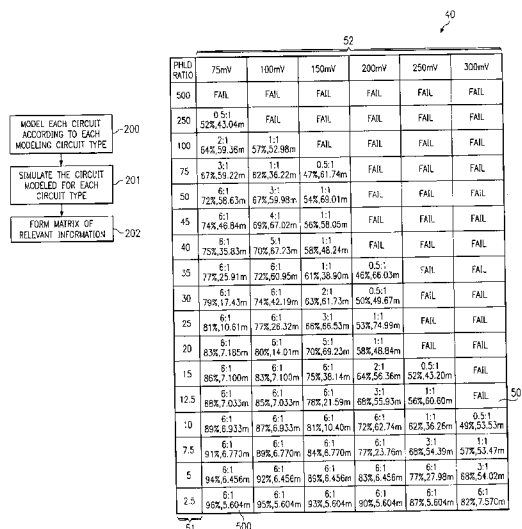 40
52
PHLD RATIO 75mV 100mV 150mV 200mV 250mV 300mV
500 FAIL FAIL FAIL FAIL FAIL FAIL
250 0.5:1 52%,43.04m FAIL FAIL FAIL FAIL FAIL
100 2:1 64%,59.36m 1:1 57%,52.98m FAIL FAIL FAIL FAIL
75 3:1 67%,59.22m 1:1 62%,36.22m 0.5:1 47%,61.74m FAIL FAIL FAIL
50 6:1 72%,58.63m 3:1 67%,59.98m 1:1 54%,69.01m FAIL FAIL FAIL
45 6:1 74%,46.84m 4:1 69%,67.02m 1:1 56%,58.05m FAIL FAIL FAIL
40 6:1 75%,35.83m 5:1 70%,67.23m 1:1 58%,48.24m FAIL FAIL FAIL
35 6:1 77%,25.91m 6:1 72%,60.95m 1:1 61%,38.90m 0.5:1 46%,66.03m FAIL FAIL
30 6:1 79%,17.43m 6:1 74%,42.19m 2:1 63%,61.73m 0.5:1 50%,49.67m FAIL FAIL
25 6:1 81%,10.61m 6:1 77%,26.32m 3:1 66%,66.53m 1:1 53%,74.99m FAIL FAIL
20 6:1 83%,7.185m 6:1 80%,14.01m 5:1 70%,69.23m 1:1 58%,48.84m FAIL FAIL
15 6:1 86%,7.100m 6:1 83%,7.100m 6:1 75%,38.14m 2:1 64%,56.36m 0.5:1 52%,43.20m FAIL
12.5 6:1 88%,7.033m 6:1 85%,7.033m 6:1 78%,21.59m 3:1 68%,55.93m 1:1 56%,60.60m FAIL
10 6:1 89%,6.933m 6:1 87%,6.933m 6:1 81%,10.40m 6:1 72%,62.74m 1:1 62%,36.26m 0.5:1 49%,53.53m
7.5 6:1 91%,6.770m 6:1 89%,6.770m 6:1 84%,6.770m 6:1 77%,23.76m 3:1 68%,54.39m 1:1 57%,53.47m
5 6:1 94%,6.456m 6:1 92%,6.456m 6:1 89%,6.456m 6:1 83%,6.456m 6:1 77%,27.98m 3:1 68%,54.02m
2.5 6:1 96%,5.604m 6:1 95%,5.604m 6:1 93%,5.604m 6:1 90%,5.604m 6:1 87%,5.604m 6:1 82%,7.570m
50
51
500
MODEL EACH CIRCUIT
ACCORDING TO EACH
MODELING CIRCUIT TYPE
200
SIMULATE THE CIRCUIT
MODELED FOR EACH
CIRCUIT TYPE
201
FORM MATRIX OF
RELEVANT INFORMATION
202